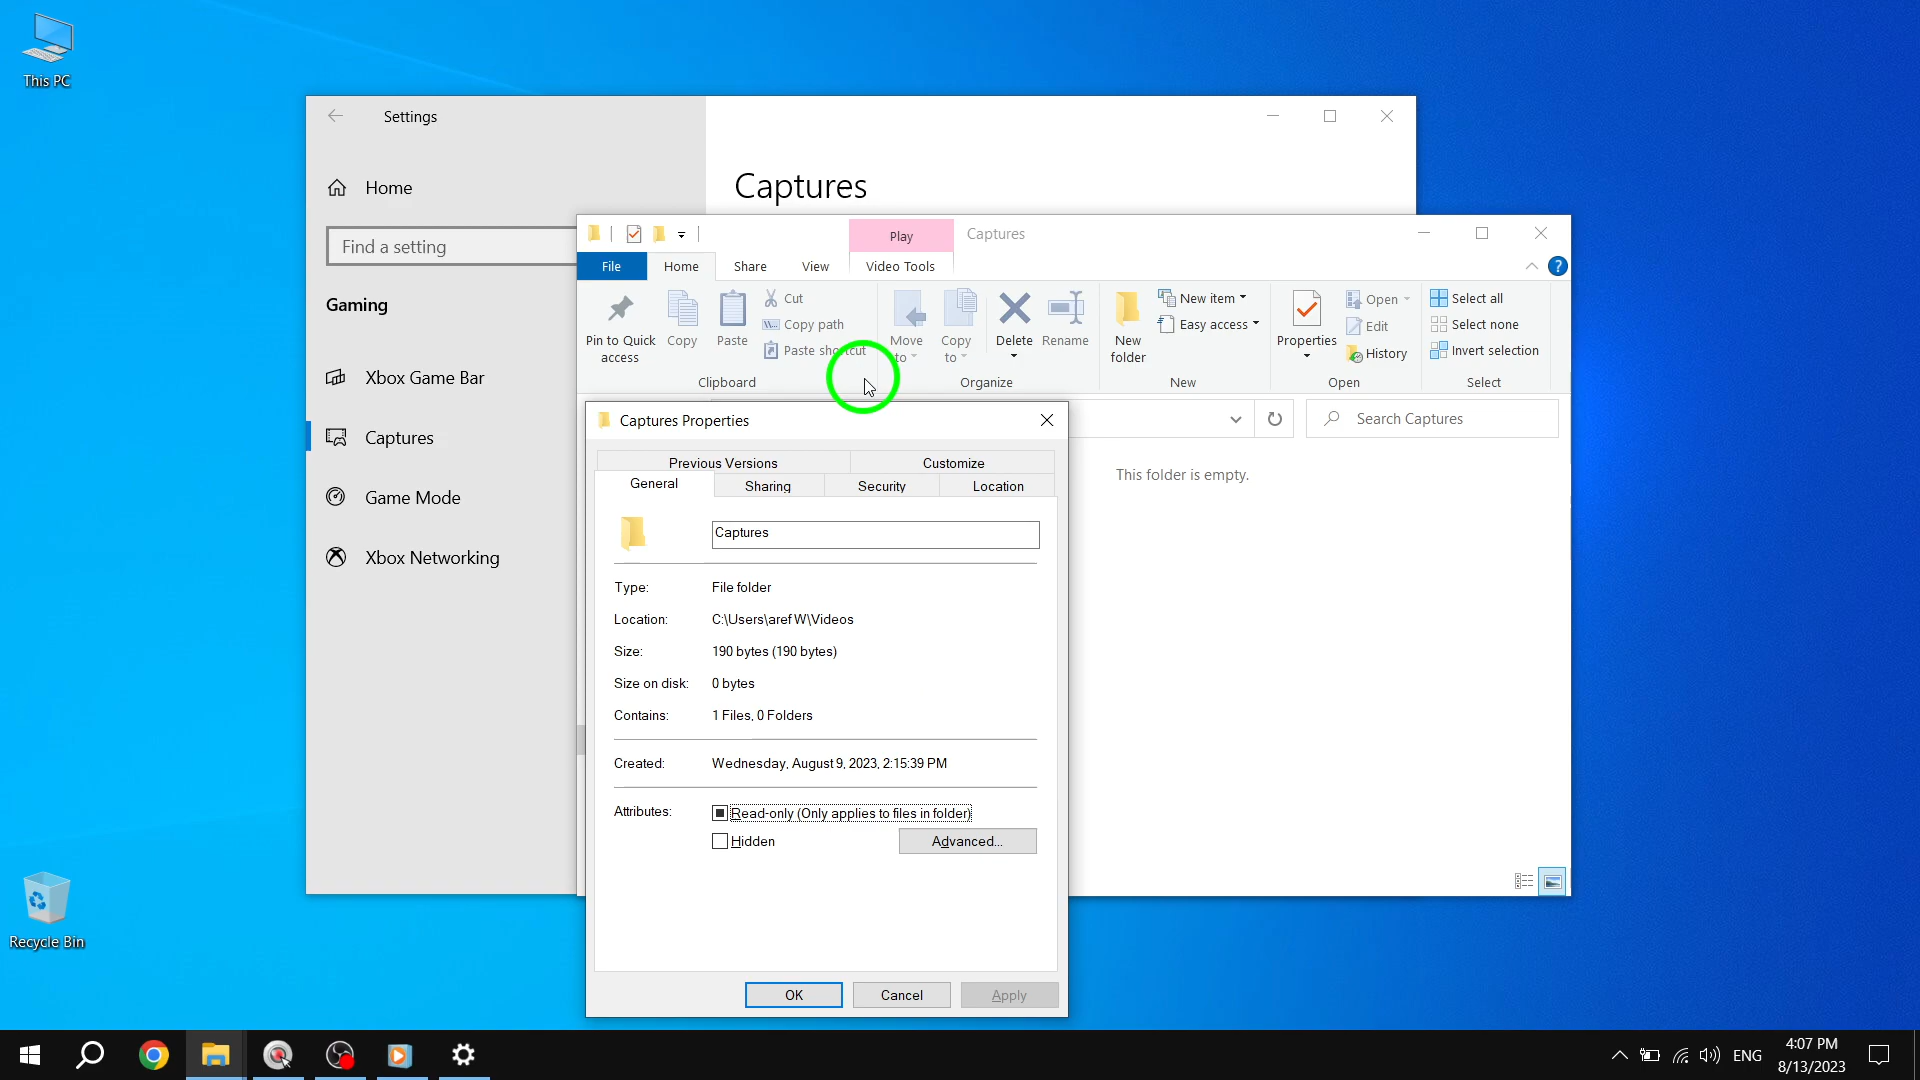 This PC
Settings
Home
Captures
Find a setting
Gaming
Xbox Game Bar
Captures
Game Mode
Xbox Networking
Play
Captures
File
Home
Share
View
Video Tools
Pin to Quick access
Copy
Paste
Cut
Copy path
Paste shortcut
Clipboard
Move to
Copy to
Delete
Rename
Organize
New folder
New item
Easy access
New
Properties
Open
Edit
History
Open
Select all
Select none
Invert selection
Select
Search Captures
This folder is empty.
Captures Properties
Previous Versions
Customize
General
Sharing
Security
Location
Captures
Type: File folder
Location: C:\Users\aref W\Videos
Size: 190 bytes (190 bytes)
Size on disk: 0 bytes
Contains: 1 Files, 0 Folders
Created: Wednesday, August 9, 2023, 2:15:39 PM
Attributes: Read-only (Only applies to files in folder)
Hidden
Advanced...
OK
Cancel
Apply
Recycle Bin
ENG
4:07 PM
8/13/2023